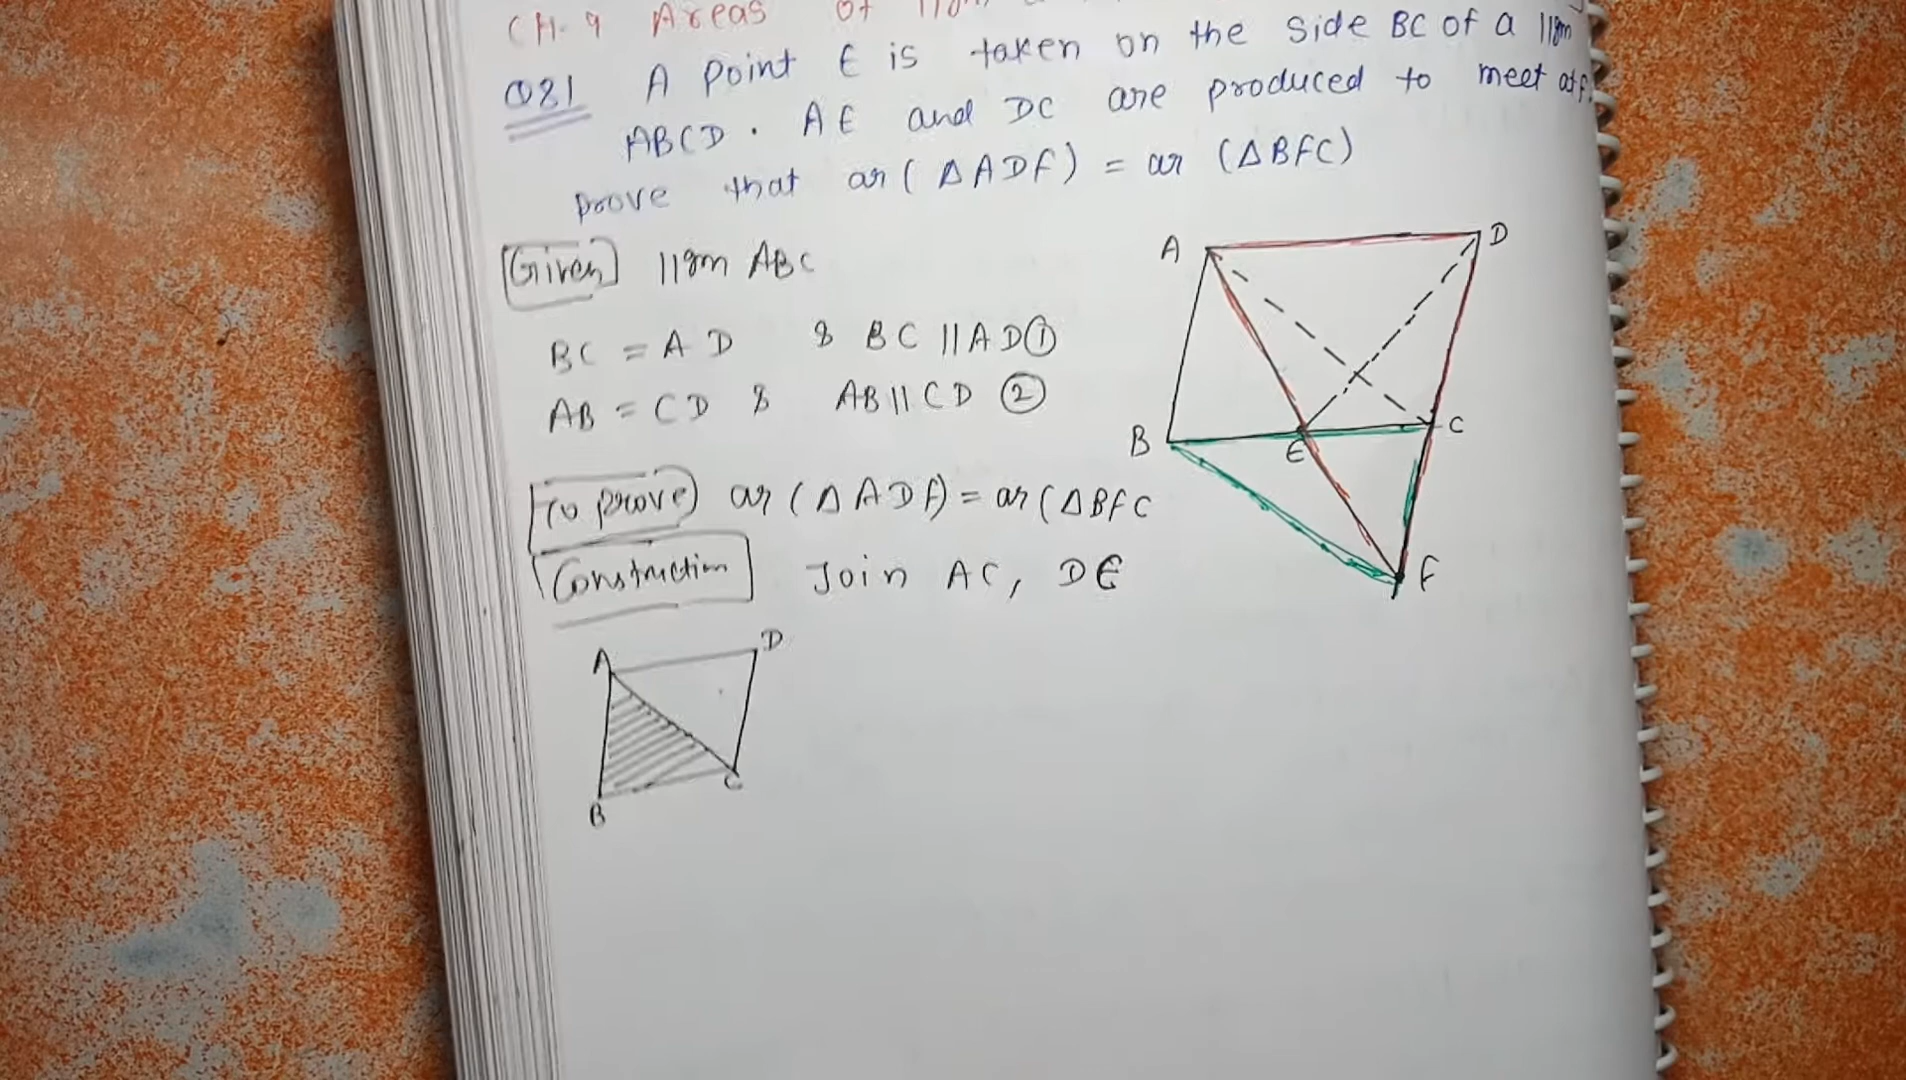 CH-9 Areas of ||gm
Q81 A point E is taken on the side BC of a ||gm
ABCD. AE and DC are produced to meet at F.
prove that ar(ΔADF) = ar (ΔBFC)
Given ||gm ABC
BC = AD & BC || AD ①
AB = CD & AB || CD ②
To prove ar(ΔADF) = ar(ΔBFC
Construction Join AC, DE
A D
B E C
F
A D
B C